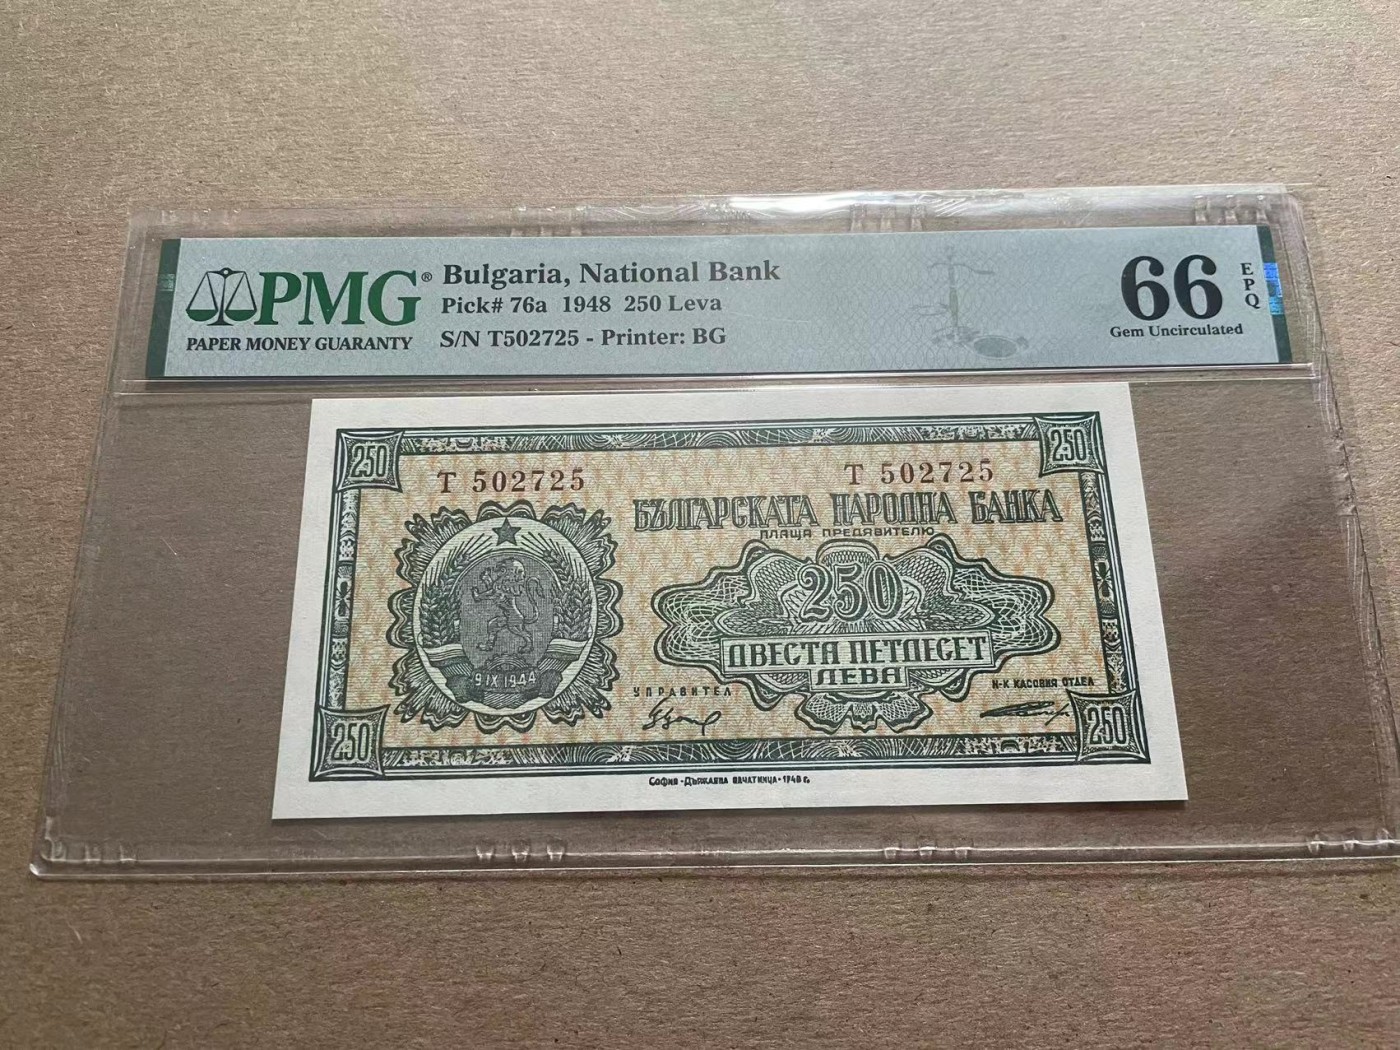 PMG®
PAPER MONEY GUARANTY
Bulgaria, National Bank
Pick# 76a 1948 250 Leva
S/N T502725 - Printer: BG
66
EPQ
Gem Uncirculated
250
250
Т 502725
Т 502725
БЪЛГАРСКАТА НАРОДНА БАНКА
ПЛАЩА ПРЕДЯВИТЕЛЮ
250
ДВЕСТА ПЕТДЕСЕТ
ЛЕВА
9 IX 1944
УПРАВИТЕЛ
Н-К КАСОВИЯ ОТДЕЛ
250
250
София - Държавна печатница - 1948 г.